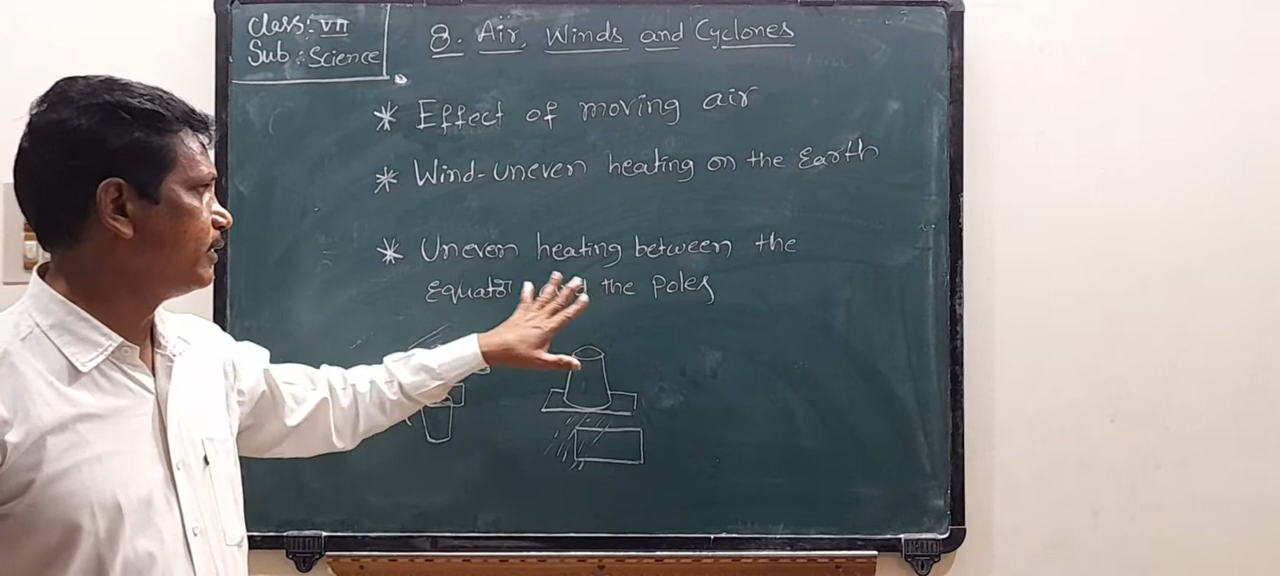 Class: VII
Sub: Science
8. Air, Winds and Cyclones
* Effect of moving air
* Wind-uneven heating on the Earth
* Uneven heating between the
Equator and the Poles